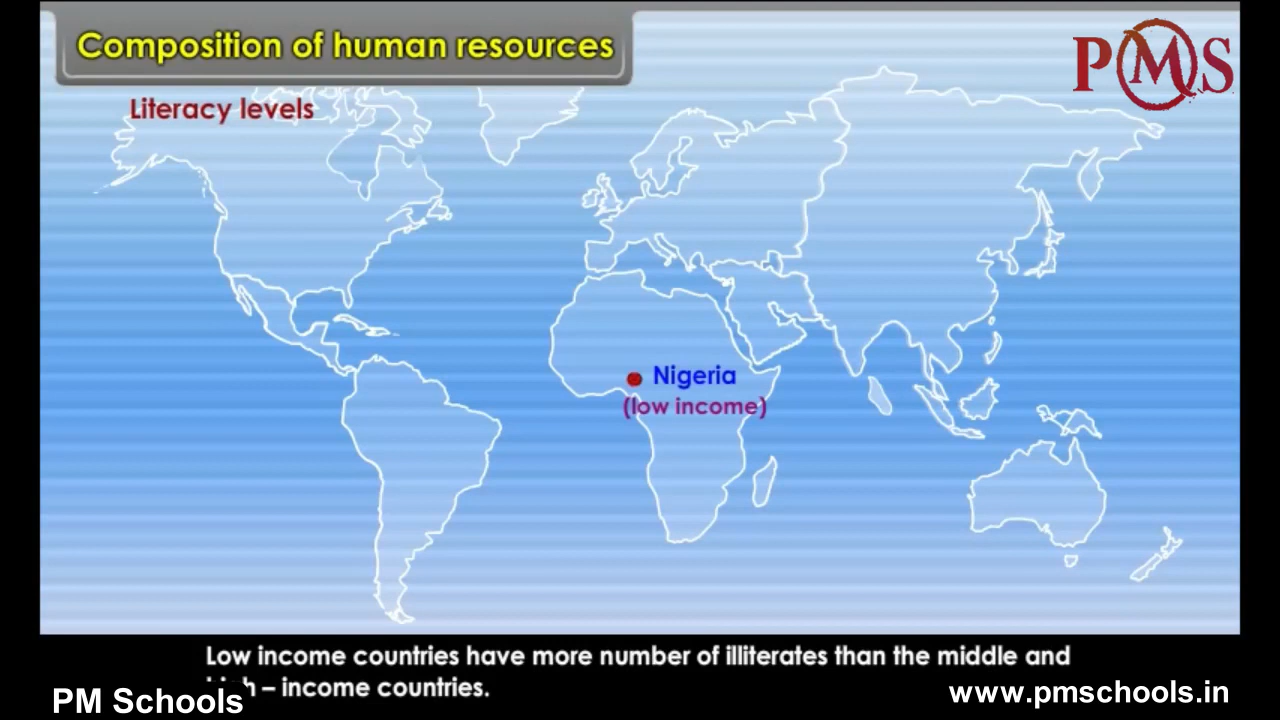 Composition of human resources
PMS
Literacy levels
Nigeria
(low income)
Low income countries have more number of illiterates than the middle and
– income countries.
PM Schools
www.pmschools.in